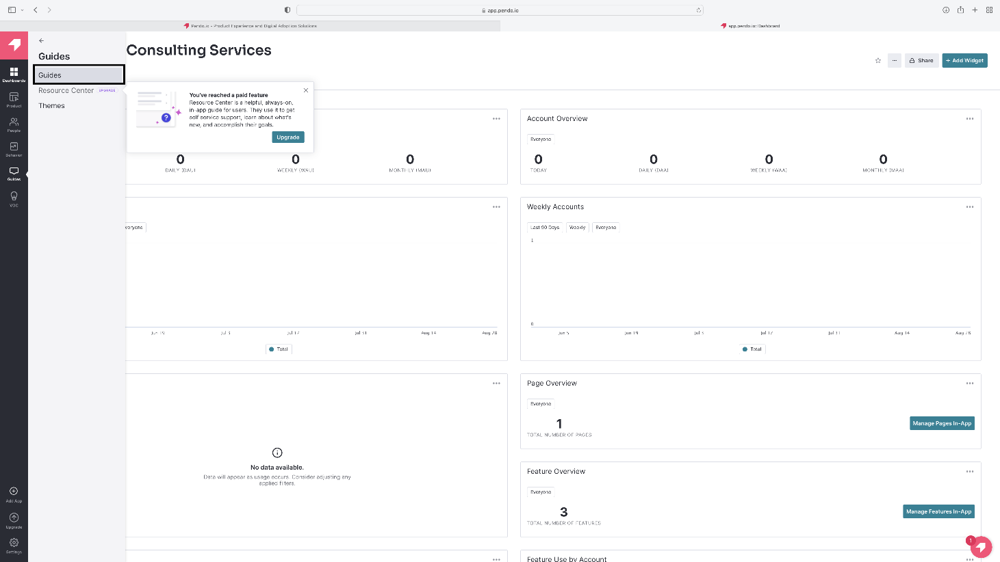 app.pendo.io
Pendo.io - Product Experience and Digital Adoption Solutions
app.pendo.io: Dashboard
Dashboards
Product
People
Behavior
Guides
VOC
Add App
Upgrade
Settings
Guides
Guides
Resource Center UPGRADE
Themes
Consulting Services
Share
+ Add Widget
You've reached a paid feature
Resource Center is a helpful, always-on,
in-app guide for users. They use it to get
self service support, learn about what's
new, and accomplish their goals.
Upgrade
0 0 0
DAILY (DAU) WEEKLY (WAU) MONTHLY (MAU)
Account Overview
Everyone
0 0 0 0
TODAY DAILY (DAA) WEEKLY (WAA) MONTHLY (MAA)
veryone
Jun 19 Jul 3 Jul 17 Jul 31 Aug 14 Aug 28
Total
Weekly Accounts
Last 90 Days Weekly Everyone
1
0
Jun 5 Jun 19 Jul 3 Jul 17 Jul 31 Aug 14 Aug 28
Total
No data available.
Data will appear as usage occurs. Consider adjusting any
applied filters.
Page Overview
Everyone
1
TOTAL NUMBER OF PAGES
Manage Pages In-App
Feature Overview
Everyone
3
TOTAL NUMBER OF FEATURES
Manage Features In-App
Feature Use by Account
1